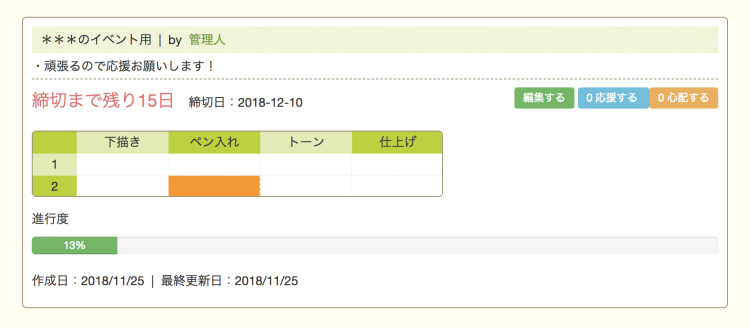 ＊＊＊のイベント用 | by 管理人
・頑張るので応援お願いします！
締切まで残り15日 締切日：2018-12-10 編集する 0 応援する 0 心配する
下描き ペン入れ トーン 仕上げ
1
2
進行度
13%
作成日：2018/11/25 | 最終更新日：2018/11/25